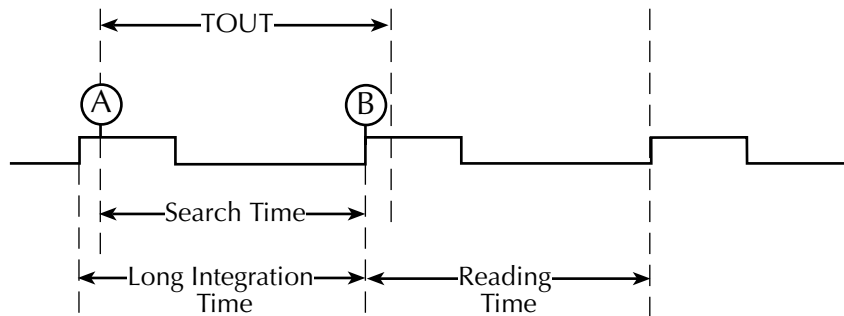 TOUT
A
B
Search Time
Long Integration
Time
Reading
Time